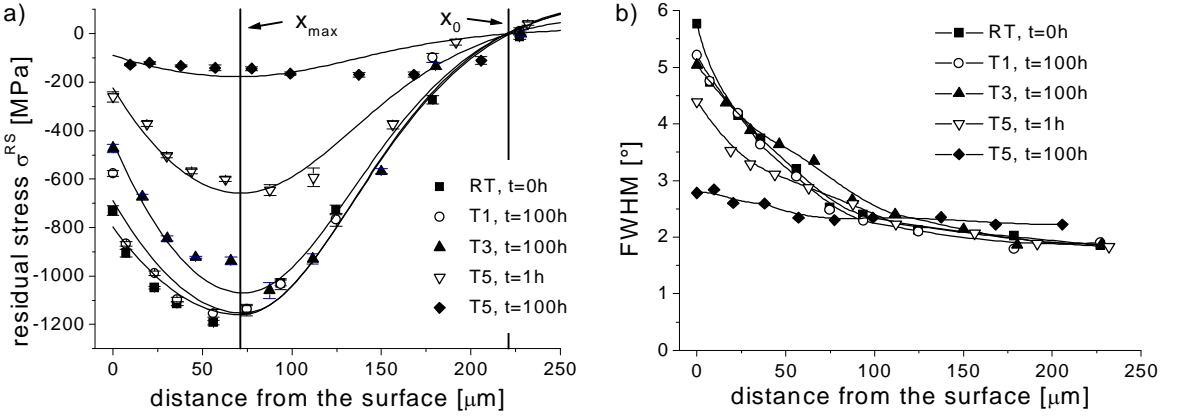 a)
x_max
x_0
0
-200
-400
-600
-800
-1000
-1200
residual stress σ^RS [MPa]
RT, t=0h
T1, t=100h
T3, t=100h
T5, t=1h
T5, t=100h
0 50 100 150 200 250
distance from the surface [μm]
b)
6
5
4
3
2
1
0
FWHM [°]
RT, t=0h
T1, t=100h
T3, t=100h
T5, t=1h
T5, t=100h
0 50 100 150 200 250
distance from the surface [μm]